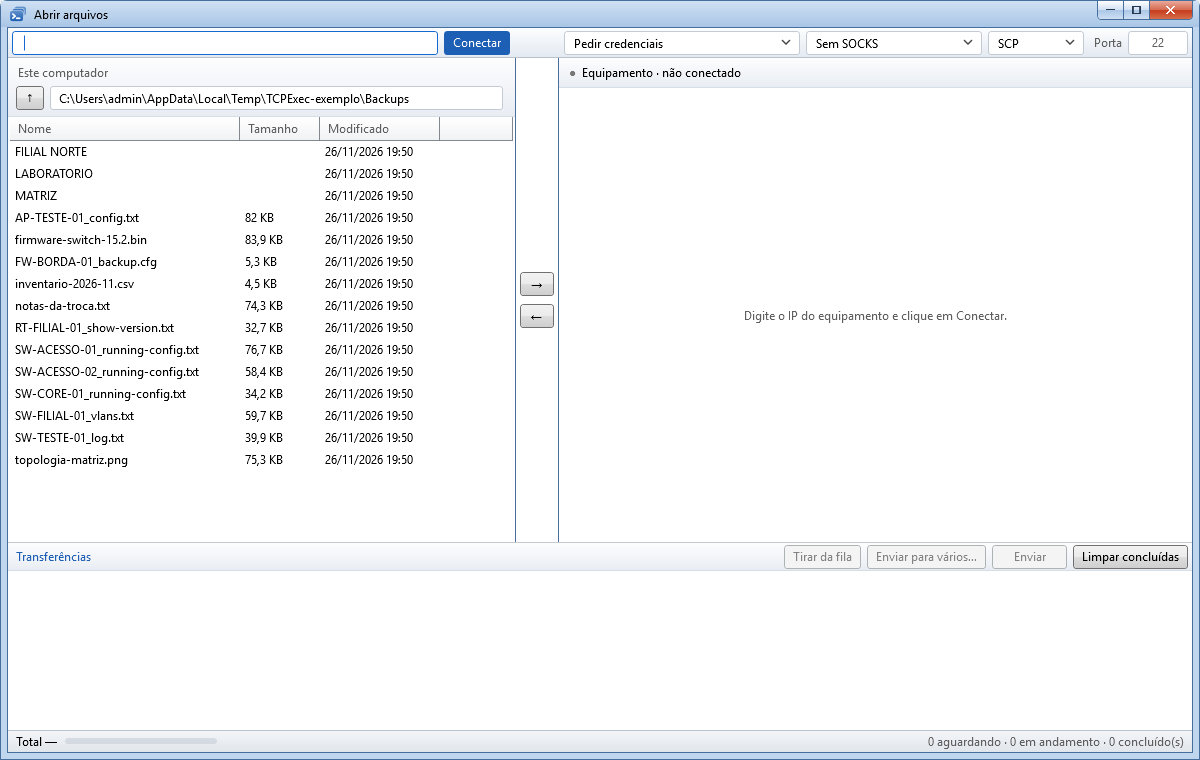 Abrir arquivos
Conectar
Pedir credenciais
Sem SOCKS
SCP
Porta
22
Este computador
↑
C:\Users\admin\AppData\Local\Temp\TCPExec-exemplo\Backups
Nome Tamanho Modificado
FILIAL NORTE 26/11/2026 19:50
LABORATORIO 26/11/2026 19:50
MATRIZ 26/11/2026 19:50
AP-TESTE-01_config.txt 82 KB 26/11/2026 19:50
firmware-switch-15.2.bin 83,9 KB 26/11/2026 19:50
FW-BORDA-01_backup.cfg 5,3 KB 26/11/2026 19:50
inventario-2026-11.csv 4,5 KB 26/11/2026 19:50
notas-da-troca.txt 74,3 KB 26/11/2026 19:50
RT-FILIAL-01_show-version.txt 32,7 KB 26/11/2026 19:50
SW-ACESSO-01_running-config.txt 76,7 KB 26/11/2026 19:50
SW-ACESSO-02_running-config.txt 58,4 KB 26/11/2026 19:50
SW-CORE-01_running-config.txt 34,2 KB 26/11/2026 19:50
SW-FILIAL-01_vlans.txt 59,7 KB 26/11/2026 19:50
SW-TESTE-01_log.txt 39,9 KB 26/11/2026 19:50
topologia-matriz.png 75,3 KB 26/11/2026 19:50
→
←
● Equipamento · não conectado
Digite o IP do equipamento e clique em Conectar.
Transferências
Tirar da fila
Enviar para vários...
Enviar
Limpar concluídas
Total —
0 aguardando · 0 em andamento · 0 concluído(s)